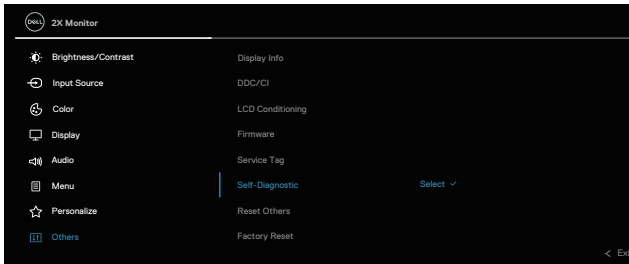 DELL 2X Monitor
Brightness/Contrast Display Info
Input Source DDC/CI
Color LCD Conditioning
Display Firmware
Audio Service Tag
Menu Self-Diagnostic Select
Personalize Reset Others
Others Factory Reset
< Exi